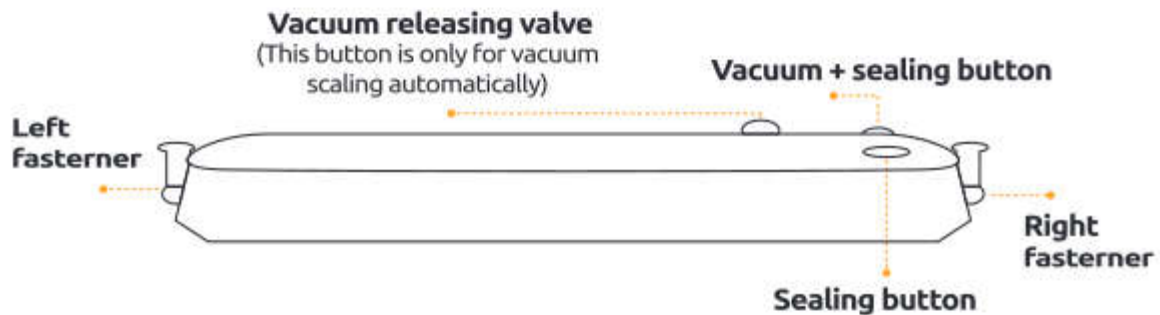 Vacuum releasing valve
(This button is only for vacuum
scaling automatically)
Vacuum + sealing button
Left
fasterner
Right
fasterner
Sealing button